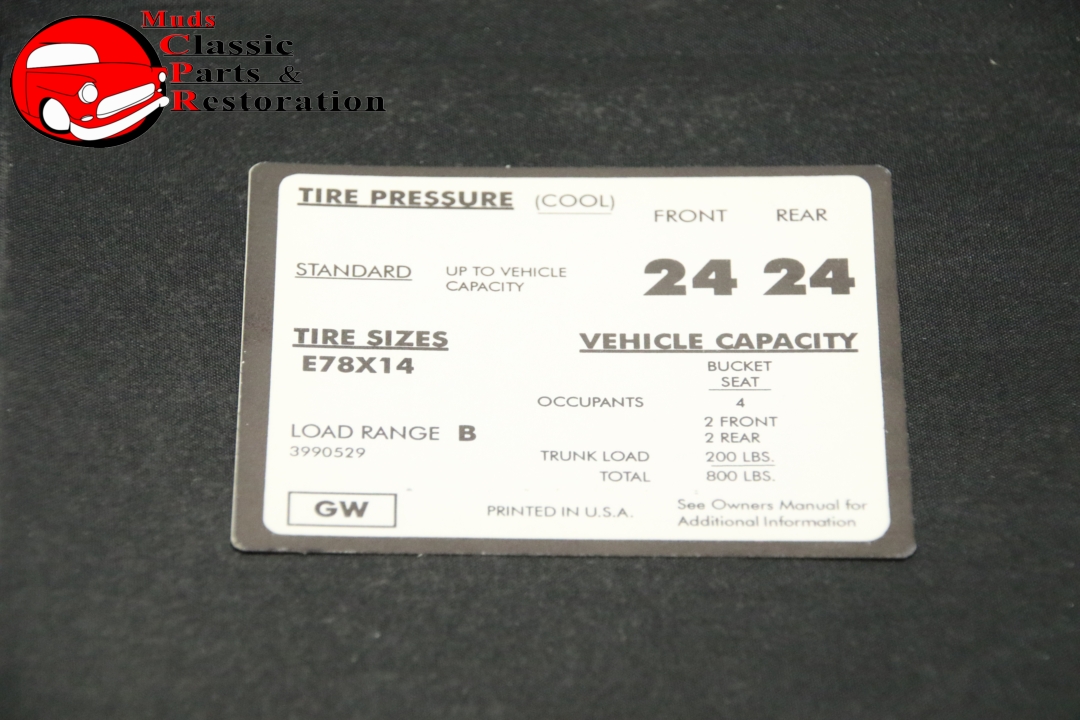 Muds
Classic
Parts &
Restoration
TIRE PRESSURE (COOL)
FRONT REAR
STANDARD UP TO VEHICLE CAPACITY 24 24
TIRE SIZES
E78X14
VEHICLE CAPACITY
BUCKET
SEAT
OCCUPANTS 4
2 FRONT
2 REAR
LOAD RANGE B
3990529
TRUNK LOAD 200 LBS.
TOTAL 800 LBS.
GW
PRINTED IN U.S.A.
See Owners Manual for
Additional Information